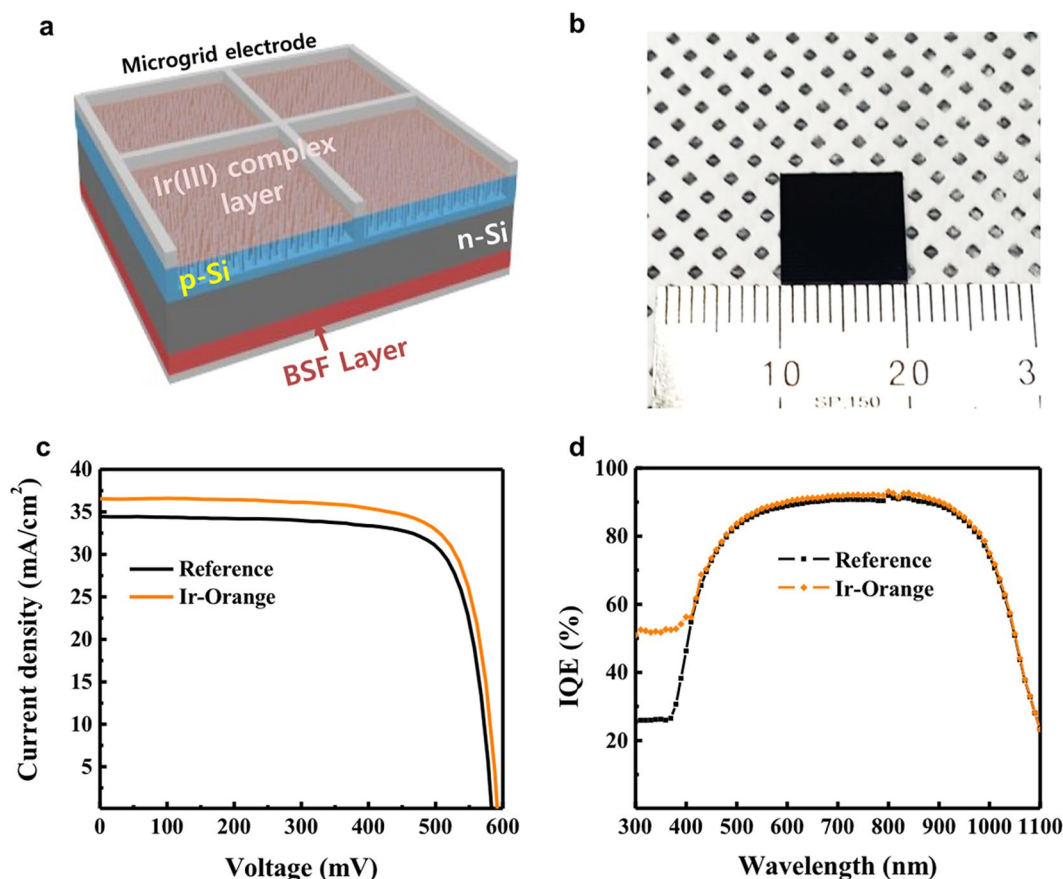 a
Microgrid electrode
Ir(III) complex
layer
n-Si
p-Si
BSF Layer
b
10 20 3
SP.150
c
Current density (mA/cm²)
40
35
30
25
20
15
10
5
Reference
Ir-Orange
0 100 200 300 400 500 600
Voltage (mV)
d
IQE (%)
100
80
60
40
20
Reference
Ir-Orange
300 400 500 600 700 800 900 1000 1100
Wavelength (nm)